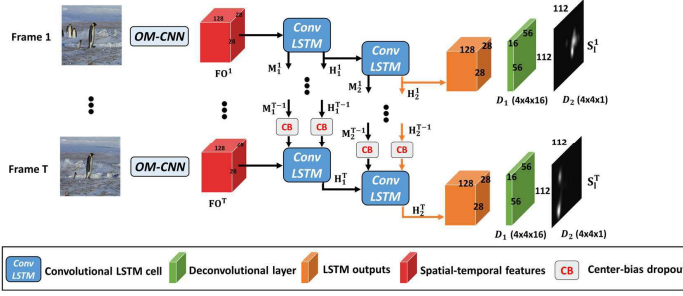 Frame 1
OM-CNN
128
28
28
FO¹
Conv
LSTM
M₁¹
H₁¹
Conv
LSTM
M₂¹
H₂¹
128
28
28
16
56
56
D₁ (4x4x16)
112
112
D₂ (4x4x1)
S₁¹
M₁ᵀ⁻¹
H₁ᵀ⁻¹
CB
CB
M₂ᵀ⁻¹
H₂ᵀ⁻¹
CB
CB
Frame T
OM-CNN
128
28
28
FOᵀ
Conv
LSTM
H₁ᵀ
Conv
LSTM
H₂ᵀ
128
28
28
16
56
56
D₁ (4x4x16)
112
112
D₂ (4x4x1)
S₁ᵀ
Conv
LSTM
Convolutional LSTM cell
Deconvolutional layer
LSTM outputs
Spatial-temporal features
CB
Center-bias dropout